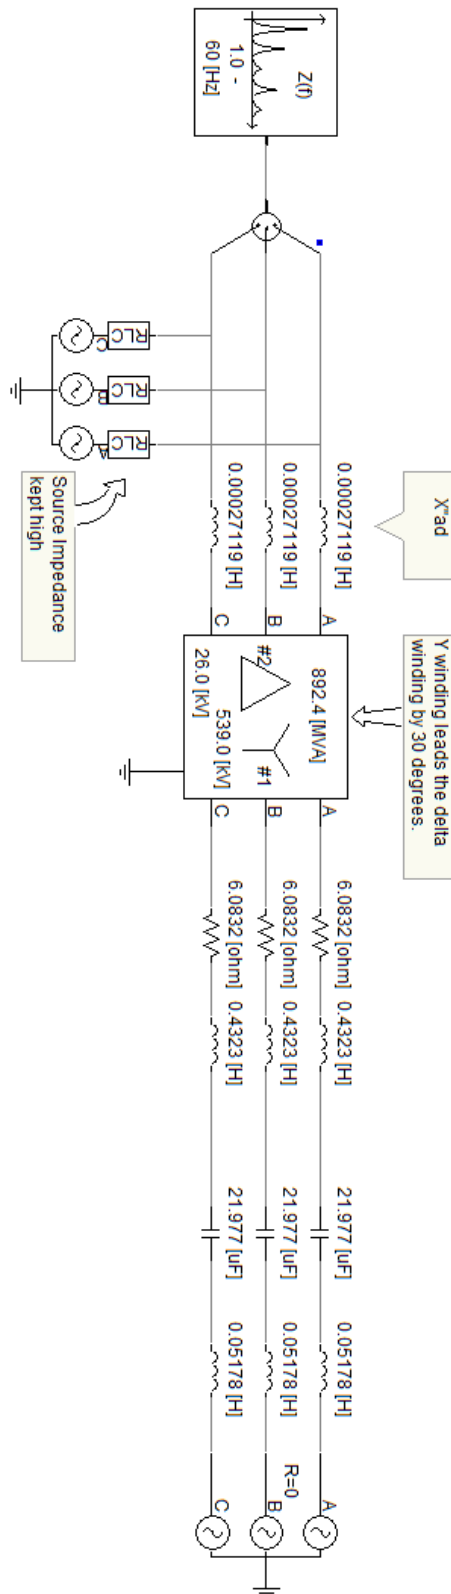 X"ad
Y winding leads the delta
winding by 30 degrees.
Z(f)
1.0 -
60 [Hz]
0.00027119 [H]
A
892.4 [MVA]
A
6.0832 [ohm]
0.4323 [H]
21.977 [uF]
0.05178 [H]
A
R=0
0.00027119 [H]
B
#2
#1
B
6.0832 [ohm]
0.4323 [H]
21.977 [uF]
0.05178 [H]
B
0.00027119 [H]
C
539.0 [kV]
26.0 [kV]
C
6.0832 [ohm]
0.4323 [H]
21.977 [uF]
0.05178 [H]
C
RLC
A
RLC
B
RLC
C
Source Impedance
kept high